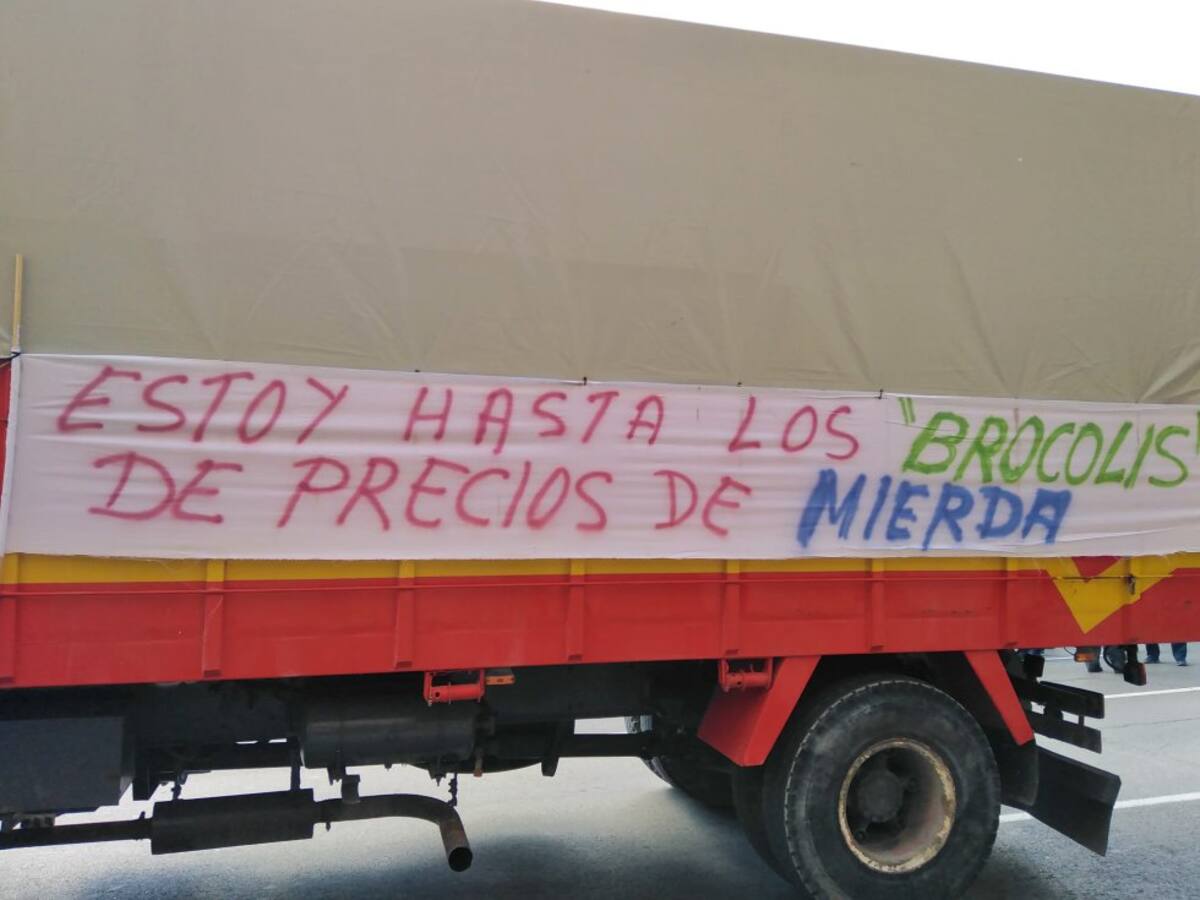 ESTOY HASTA LOS "BROCOLIS"
DE PRECIOS DE MIERDA